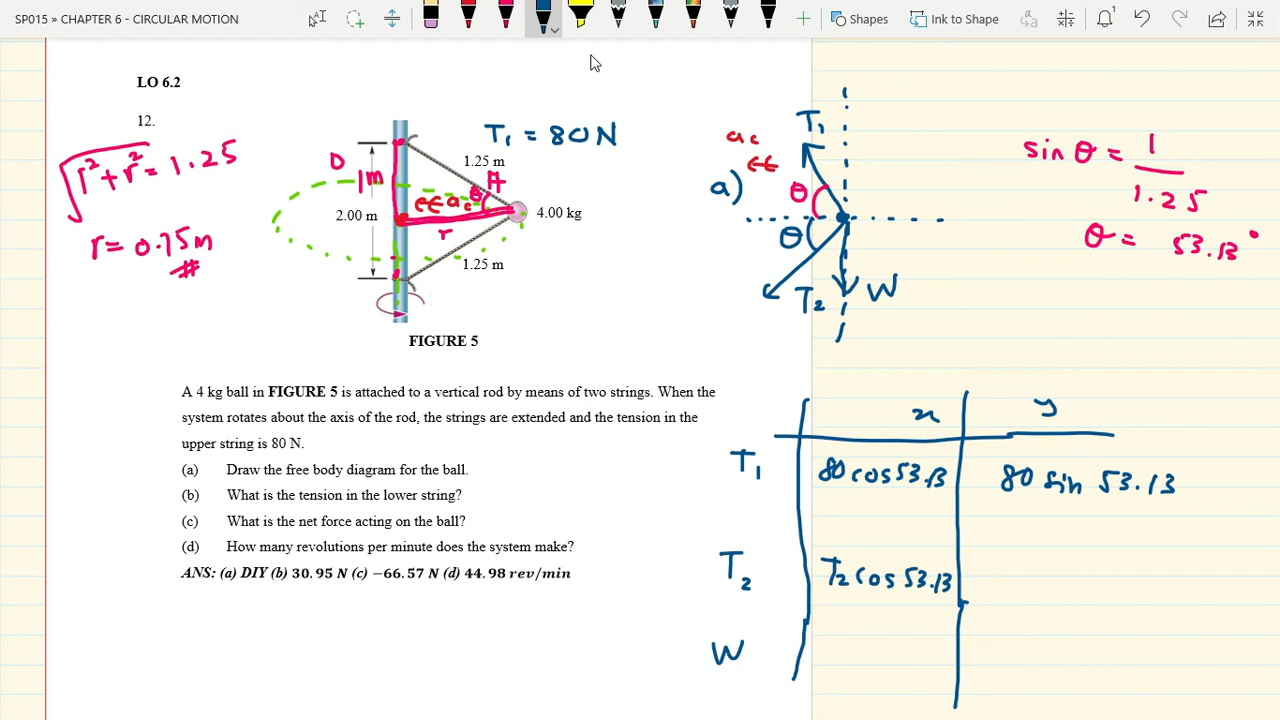 SP015 » CHAPTER 6 - CIRCULAR MOTION
Shapes
Ink to Shape
LO 6.2
12.
√1² + r² = 1.25
r = 0.75m
#
T₁ = 80N
O
1m
2.00 m
1.25 m
H
θ
ac
r
4.00 kg
1.25 m
FIGURE 5
A 4 kg ball in FIGURE 5 is attached to a vertical rod by means of two strings. When the
system rotates about the axis of the rod, the strings are extended and the tension in the
upper string is 80 N.
(a) Draw the free body diagram for the ball.
(b) What is the tension in the lower string?
(c) What is the net force acting on the ball?
(d) How many revolutions per minute does the system make?
ANS: (a) DIY (b) 30.95 N (c) −66.57 N (d) 44.98 rev/min
ac
a)
T₁
θ
θ
T₂
W
sin θ = 1
1.25
θ = 53.13°
x y
T₁ 80 cos 53.13 80 sin 53.13
T₂ T₂ cos 53.13
W